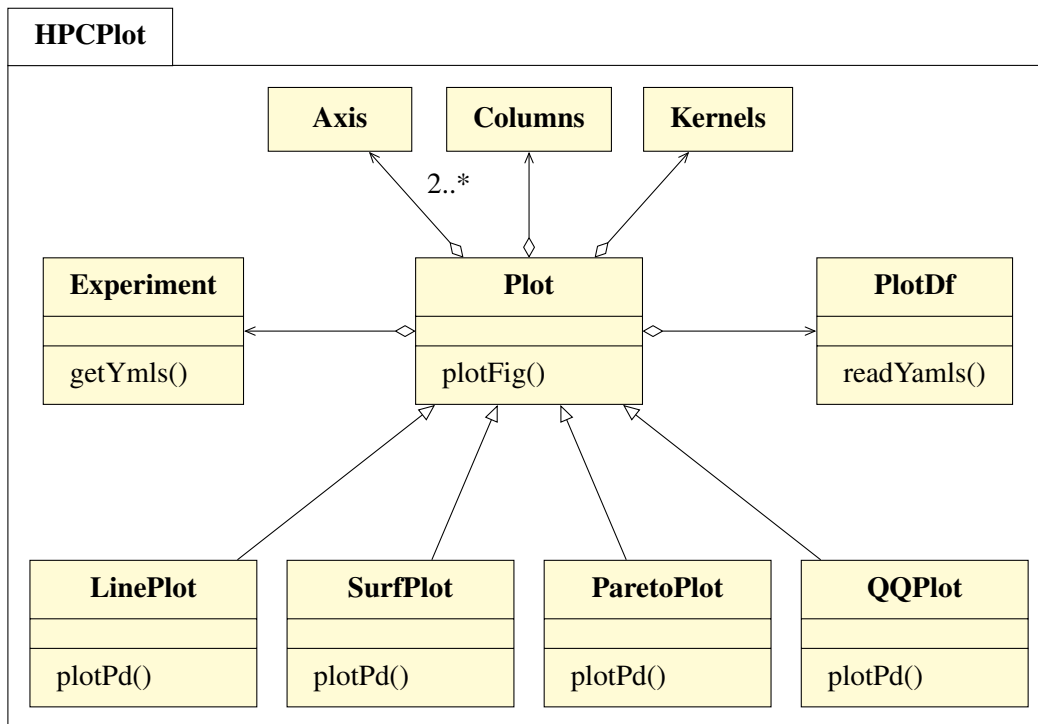 HPCPlot
Axis
Columns
Kernels
2..*
Experiment
getYmls()
Plot
plotFig()
PlotDf
readYamls()
LinePlot
plotPd()
SurfPlot
plotPd()
ParetoPlot
plotPd()
QQPlot
plotPd()